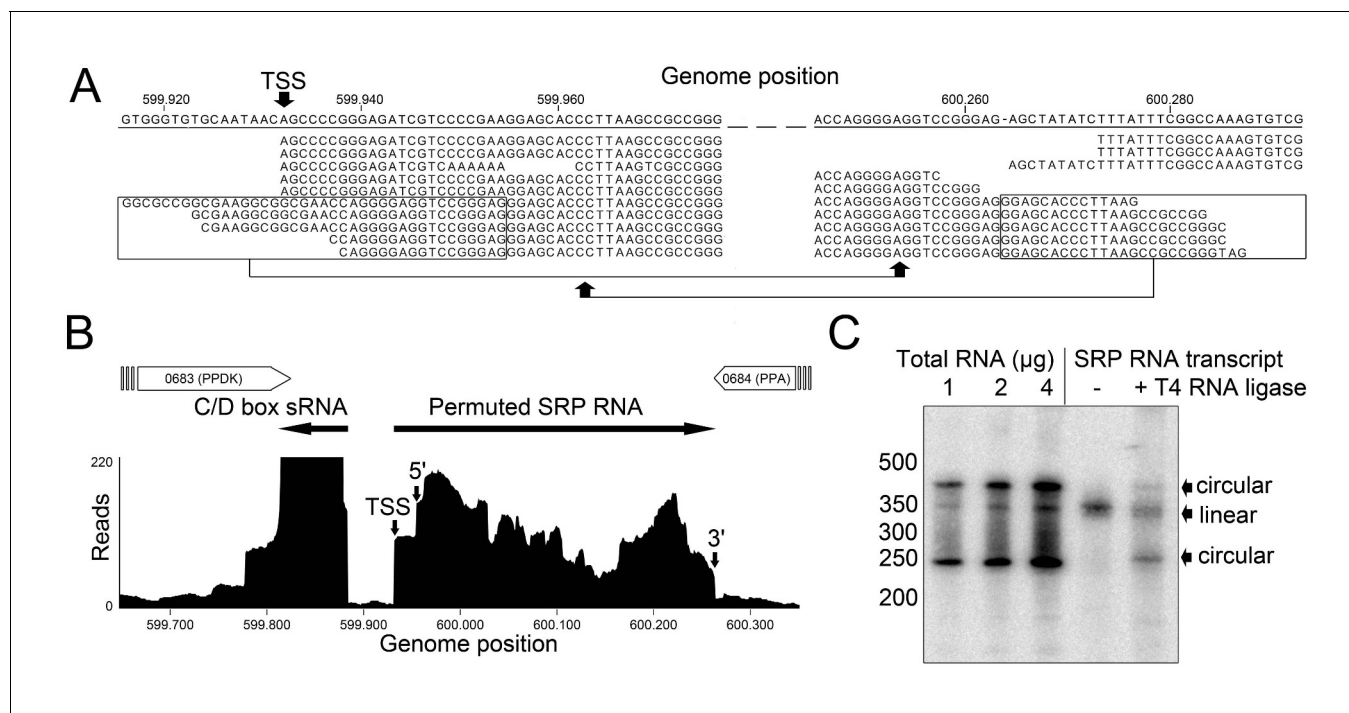 A
TSS
Genome position
599.920 599.940 599.960 600.260 600.280
GTGGGTGTGCAATAACAGCCCCGGGAGATCGTCCCCGAAGGAGCACCCTTAAGCCGCCGGG ACCAGGGGAGGTCCGGGAG-AGCTATATCTTTATTTCGGCCAAAGTGTCG
AGCCCCGGGAGATCGTCCCCGAAGGAGCACCCTTAAGCCGCCGGG TTTATTTCGGCCAAAGTGTCG
AGCCCCGGGAGATCGTCCCCGAAGGAGCACCCTTAAGCCGCCGGG TTTATTTCGGCCAAAGTGTCG
AGCCCCGGGAGATCGTCAAAAAA CCTTAAGTCGCCGGG AGCTATATCTTTATTTCGGCCAAAGTGTCG
AGCCCCGGGAGATCGTCCCCGAAGGAGCACCCTTAAGCCGCCGGG ACCAGGGGAGGTC
AGCCCCGGGAGATCGTCCCCGAAGGAGCACCCTTAAGCCGCCGGG ACCAGGGGAGGTCCGGG
GGCGCCGGCGAAGGCGGCGAACCAGGGGAGGTCCGGGAGGGAGCACCCTTAAGCCGCCGGG ACCAGGGGAGGTCCGGGAGGGAGCACCCTTAAG
GCGAAGGCGGCGAACCAGGGGAGGTCCGGGAGGGAGCACCCTTAAGCCGCCGGG ACCAGGGGAGGTCCGGGAGGGAGCACCCTTAAGCCGCCGG
CGAAGGCGGCGAACCAGGGGAGGTCCGGGAGGGAGCACCCTTAAGCCGCCGGG ACCAGGGGAGGTCCGGGAGGGAGCACCCTTAAGCCGCCGGGC
CCAGGGGAGGTCCGGGAGGGAGCACCCTTAAGCCGCCGGG ACCAGGGGAGGTCCGGGAGGGAGCACCCTTAAGCCGCCGGGC
CAGGGGAGGTCCGGGAGGGAGCACCCTTAAGCCGCCGGG ACCAGGGGAGGTCCGGGAGGGAGCACCCTTAAGCCGCCGGGTAG
B
0683 (PPDK) 0684 (PPA)
C/D box sRNA Permuted SRP RNA
220
Reads
0
TSS
5'
3'
599.700 599.800 599.900 600.000 600.100 600.200 600.300
Genome position
C
Total RNA (µg) SRP RNA transcript
1 2 4 - + T4 RNA ligase
500
350
300
250
200
circular
linear
circular